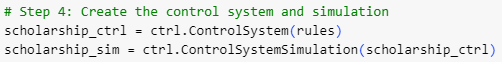 # Step 4: Create the control system and simulation
scholarship_ctrl = ctrl.ControlSystem(rules)
scholarship_sim = ctrl.ControlSystemSimulation(scholarship_ctrl)